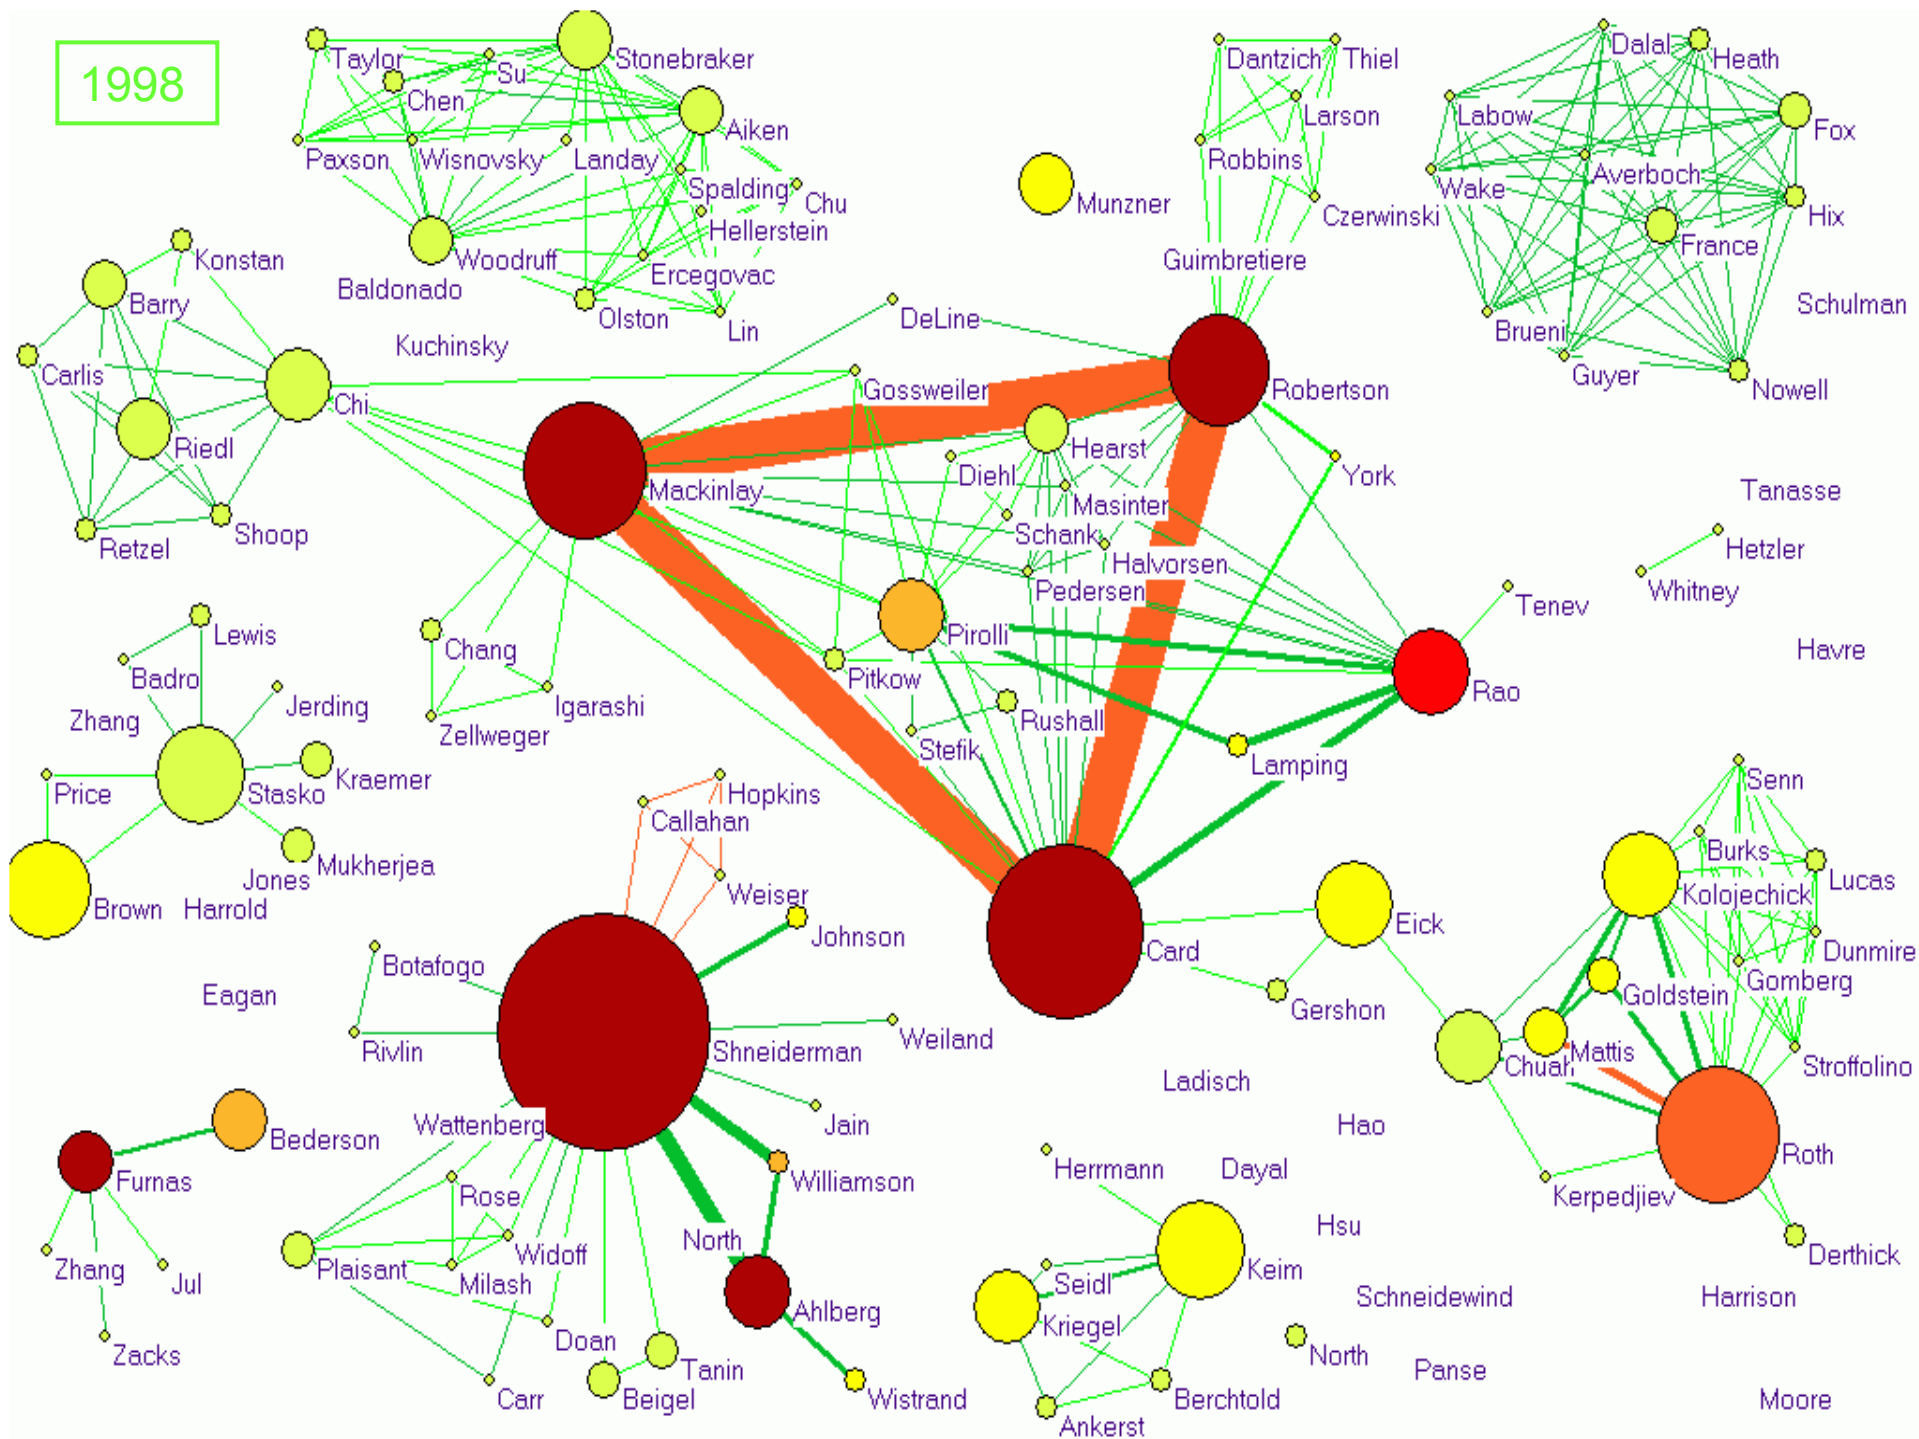 1998
Taylor
Su
Stonebraker
Chen
Aiken
Paxson
Wisnovsky
Landay
Spalding
Chu
Hellerstein
Woodruff
Ercegovac
Baldonado
Olston
Lin
Kuchinsky
Dantzich
Thiel
Larson
Robbins
Czerwinski
Munzner
Guimbretiere
Dalal
Heath
Labow
Fox
Averboch
Wake
Hix
France
Schulman
Brueni
Guyer
Nowell
Konstan
Barry
Carlis
Chi
Riedl
Retzel
Shoop
DeLine
Gossweiler
Robertson
Hearst
Diehl
York
Mackinlay
Masinter
Schank
Halvorsen
Pedersen
Tanasse
Hetzler
Whitney
Tenev
Havre
Pirolli
Pitkow
Rao
Rushall
Stefik
Lamping
Chang
Igarashi
Zellweger
Lewis
Badro
Zhang
Jerding
Price
Stasko
Kraemer
Jones
Mukherjea
Brown
Harrold
Eagan
Hopkins
Callahan
Weiser
Johnson
Botafogo
Rivlin
Shneiderman
Weiland
Jain
Wattenberg
Williamson
Rose
North
Widoff
Plaisant
Milash
Ahlberg
Doan
Tanin
Beigel
Carr
Wistrand
Bederson
Furnas
Zhang
Jul
Zacks
Card
Eick
Gershon
Senn
Burks
Lucas
Kolojechick
Dunmire
Gomberg
Goldstein
Chuah
Mattis
Stroffolino
Roth
Kerpedjiev
Derthick
Ladisch
Hao
Herrmann
Dayal
Hsu
Keim
Seidl
Kriegel
Schneidewind
Harrison
North
Panse
Berchtold
Ankerst
Moore